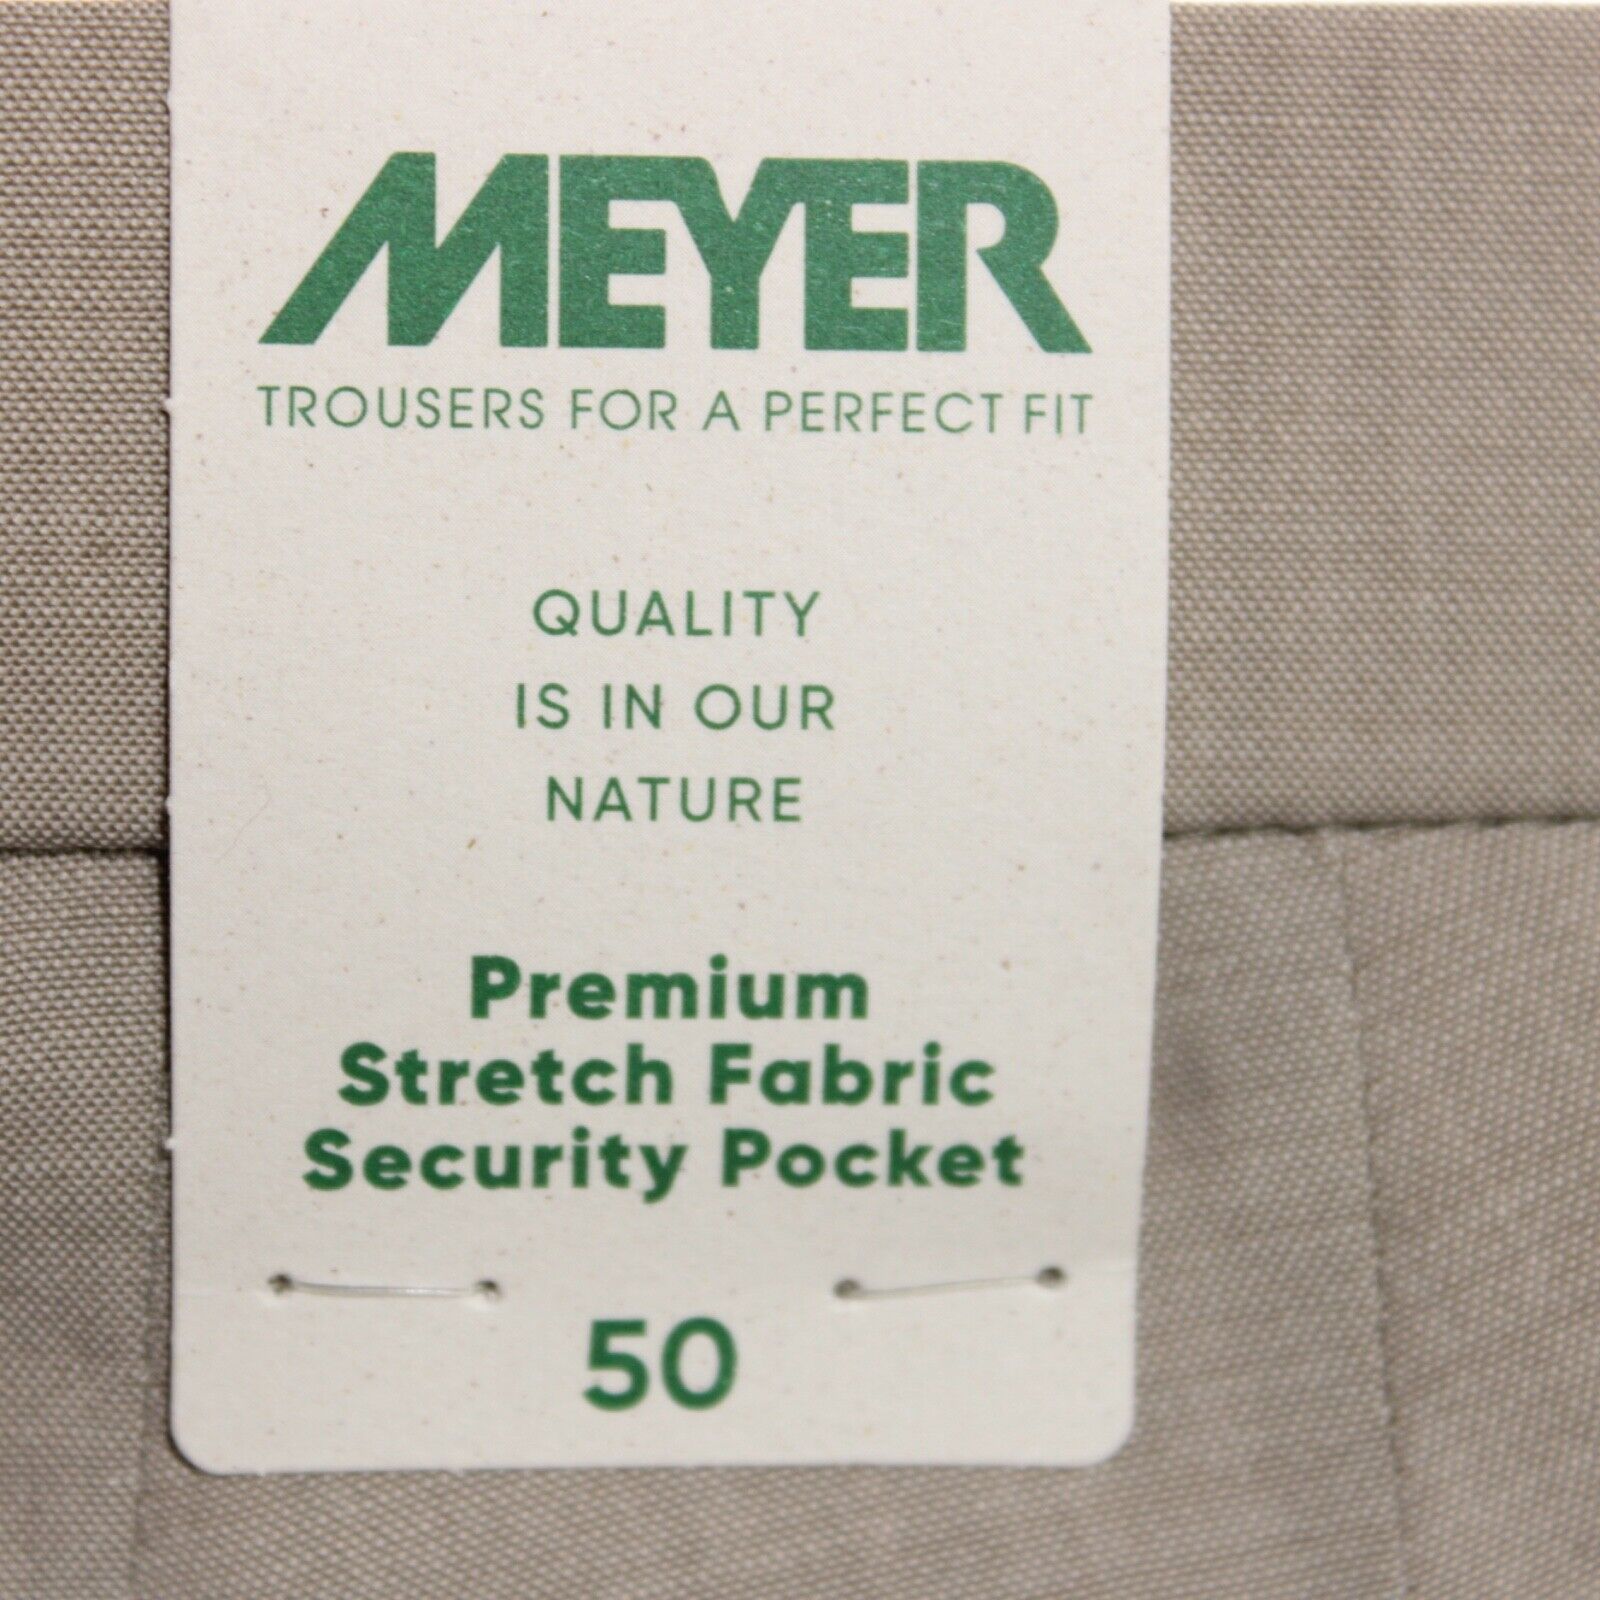 MEYER
TROUSERS FOR A PERFECT FIT
QUALITY
IS IN OUR
NATURE
Premium
Stretch Fabric
Security Pocket
50